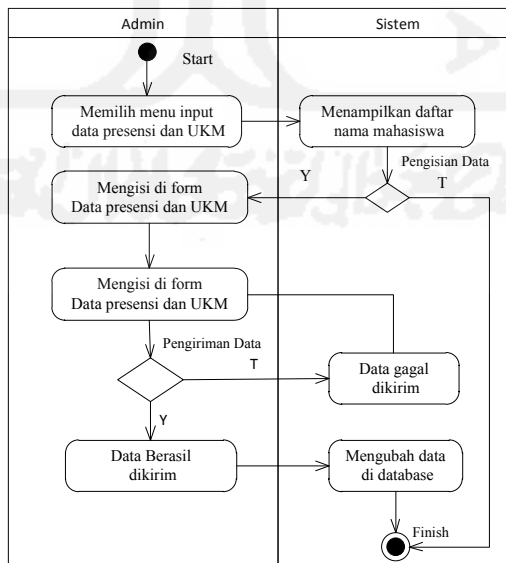 Admin
Sistem
Start
Memilih menu input
data presensi dan UKM
Menampilkan daftar
nama mahasiswa
Pengisian Data
Y
T
Mengisi di form
Data presensi dan UKM
Mengisi di form
Data presensi dan UKM
Pengiriman Data
T
Data gagal
dikirim
Y
Data Berasil
dikirim
Mengubah data
di database
Finish